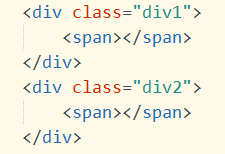 <div class="div1">
    <span></span>
</div>
<div class="div2">
    <span></span>
</div>